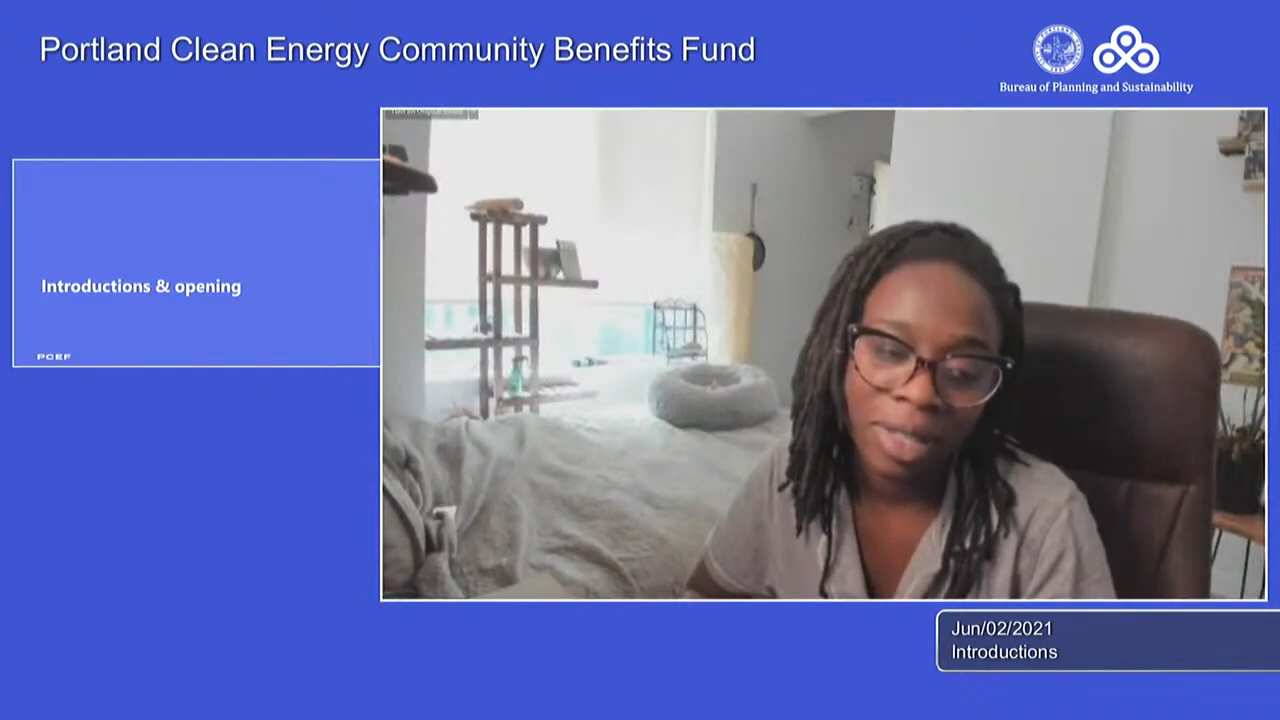 Portland Clean Energy Community Benefits Fund
Bureau of Planning and Sustainability
Introductions & opening
PCEF
Jun/02/2021
Introductions